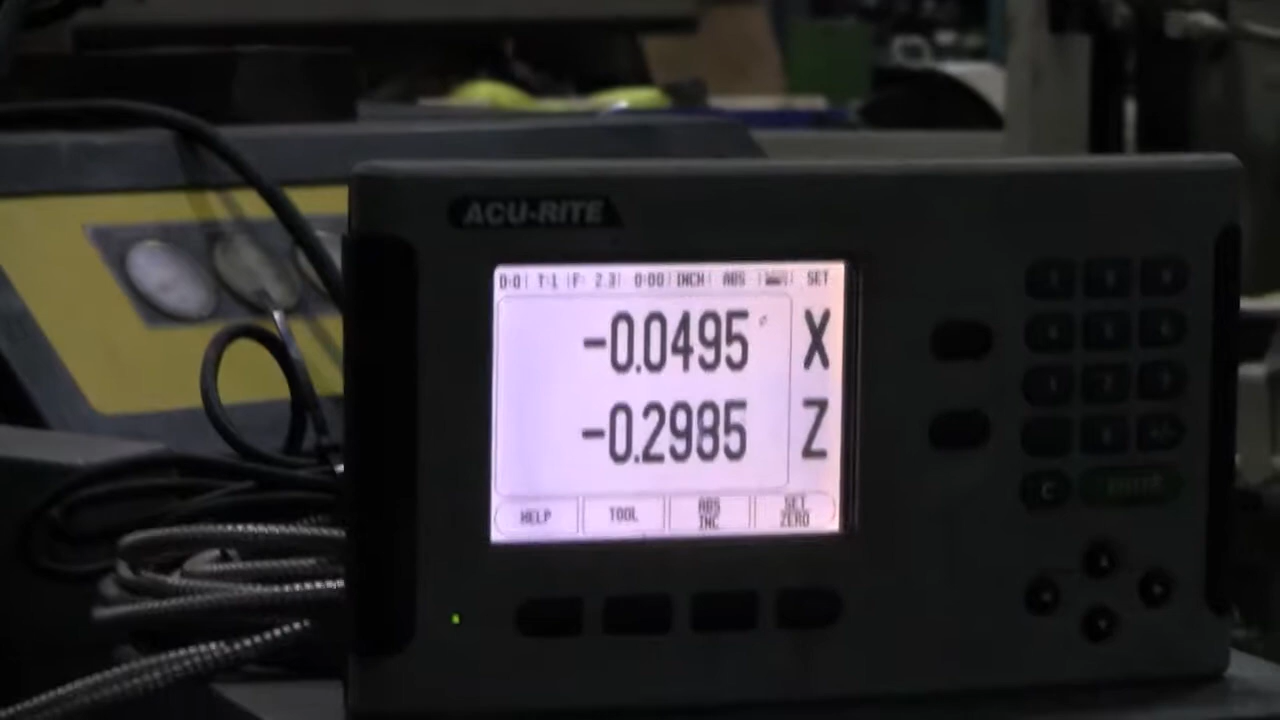 ACU-RITE
D:0 T:1 F: 2.3 0:00 INCH ABS SET
-0.0495 ⌀ X
-0.2985 Z
HELP TOOL ABS INC SET ZERO
C